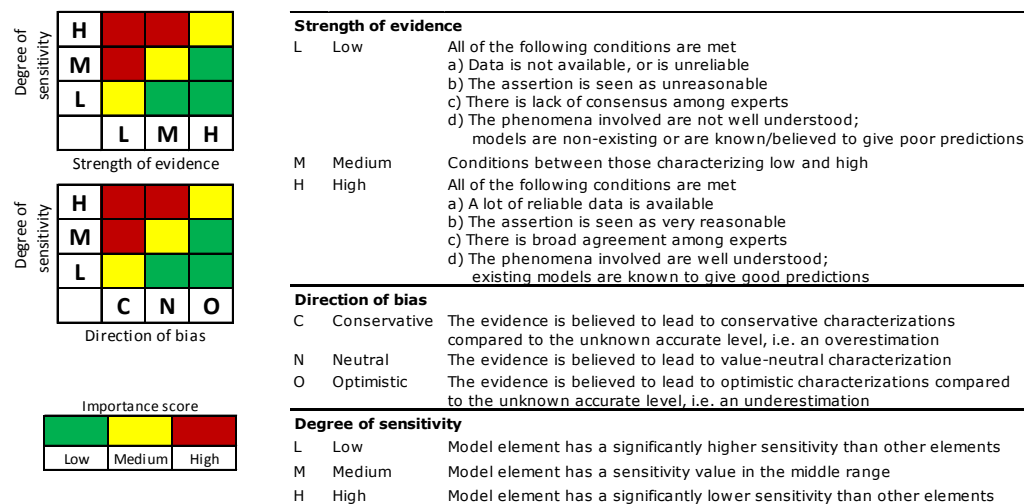 Degree of
sensitivity
H
M
L
L M H
Strength of evidence
Degree of
sensitivity
H
M
L
C N O
Direction of bias
Importance score
Low Medium High
Strength of evidence
L Low All of the following conditions are met
a) Data is not available, or is unreliable
b) The assertion is seen as unreasonable
c) There is lack of consensus among experts
d) The phenomena involved are not well understood;
models are non-existing or are known/believed to give poor predictions
M Medium Conditions between those characterizing low and high
H High All of the following conditions are met
a) A lot of reliable data is available
b) The assertion is seen as very reasonable
c) There is broad agreement among experts
d) The phenomena involved are well understood;
existing models are known to give good predictions
Direction of bias
C Conservative The evidence is believed to lead to conservative characterizations
compared to the unknown accurate level, i.e. an overestimation
N Neutral The evidence is believed to lead to value-neutral characterization
O Optimistic The evidence is believed to lead to optimistic characterizations compared
to the unknown accurate level, i.e. an underestimation
Degree of sensitivity
L Low Model element has a significantly higher sensitivity than other elements
M Medium Model element has a sensitivity value in the middle range
H High Model element has a significantly lower sensitivity than other elements